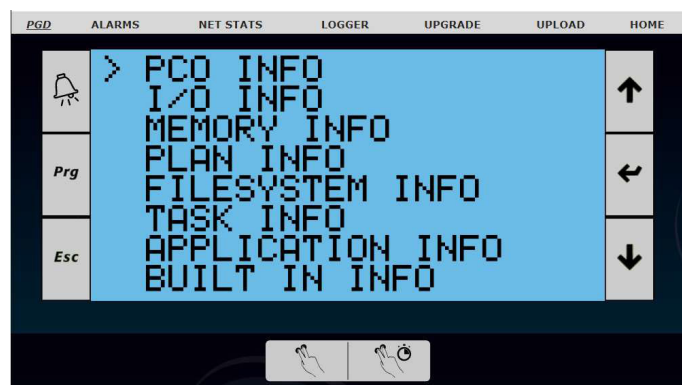 PGD ALARMS NET STATS LOGGER UPGRADE UPLOAD HOME
> PCO INFO
I/O INFO
MEMORY INFO
Prg
PLAN INFO
FILESYSTEM INFO
TASK INFO
Esc
APPLICATION INFO
BUILT IN INFO